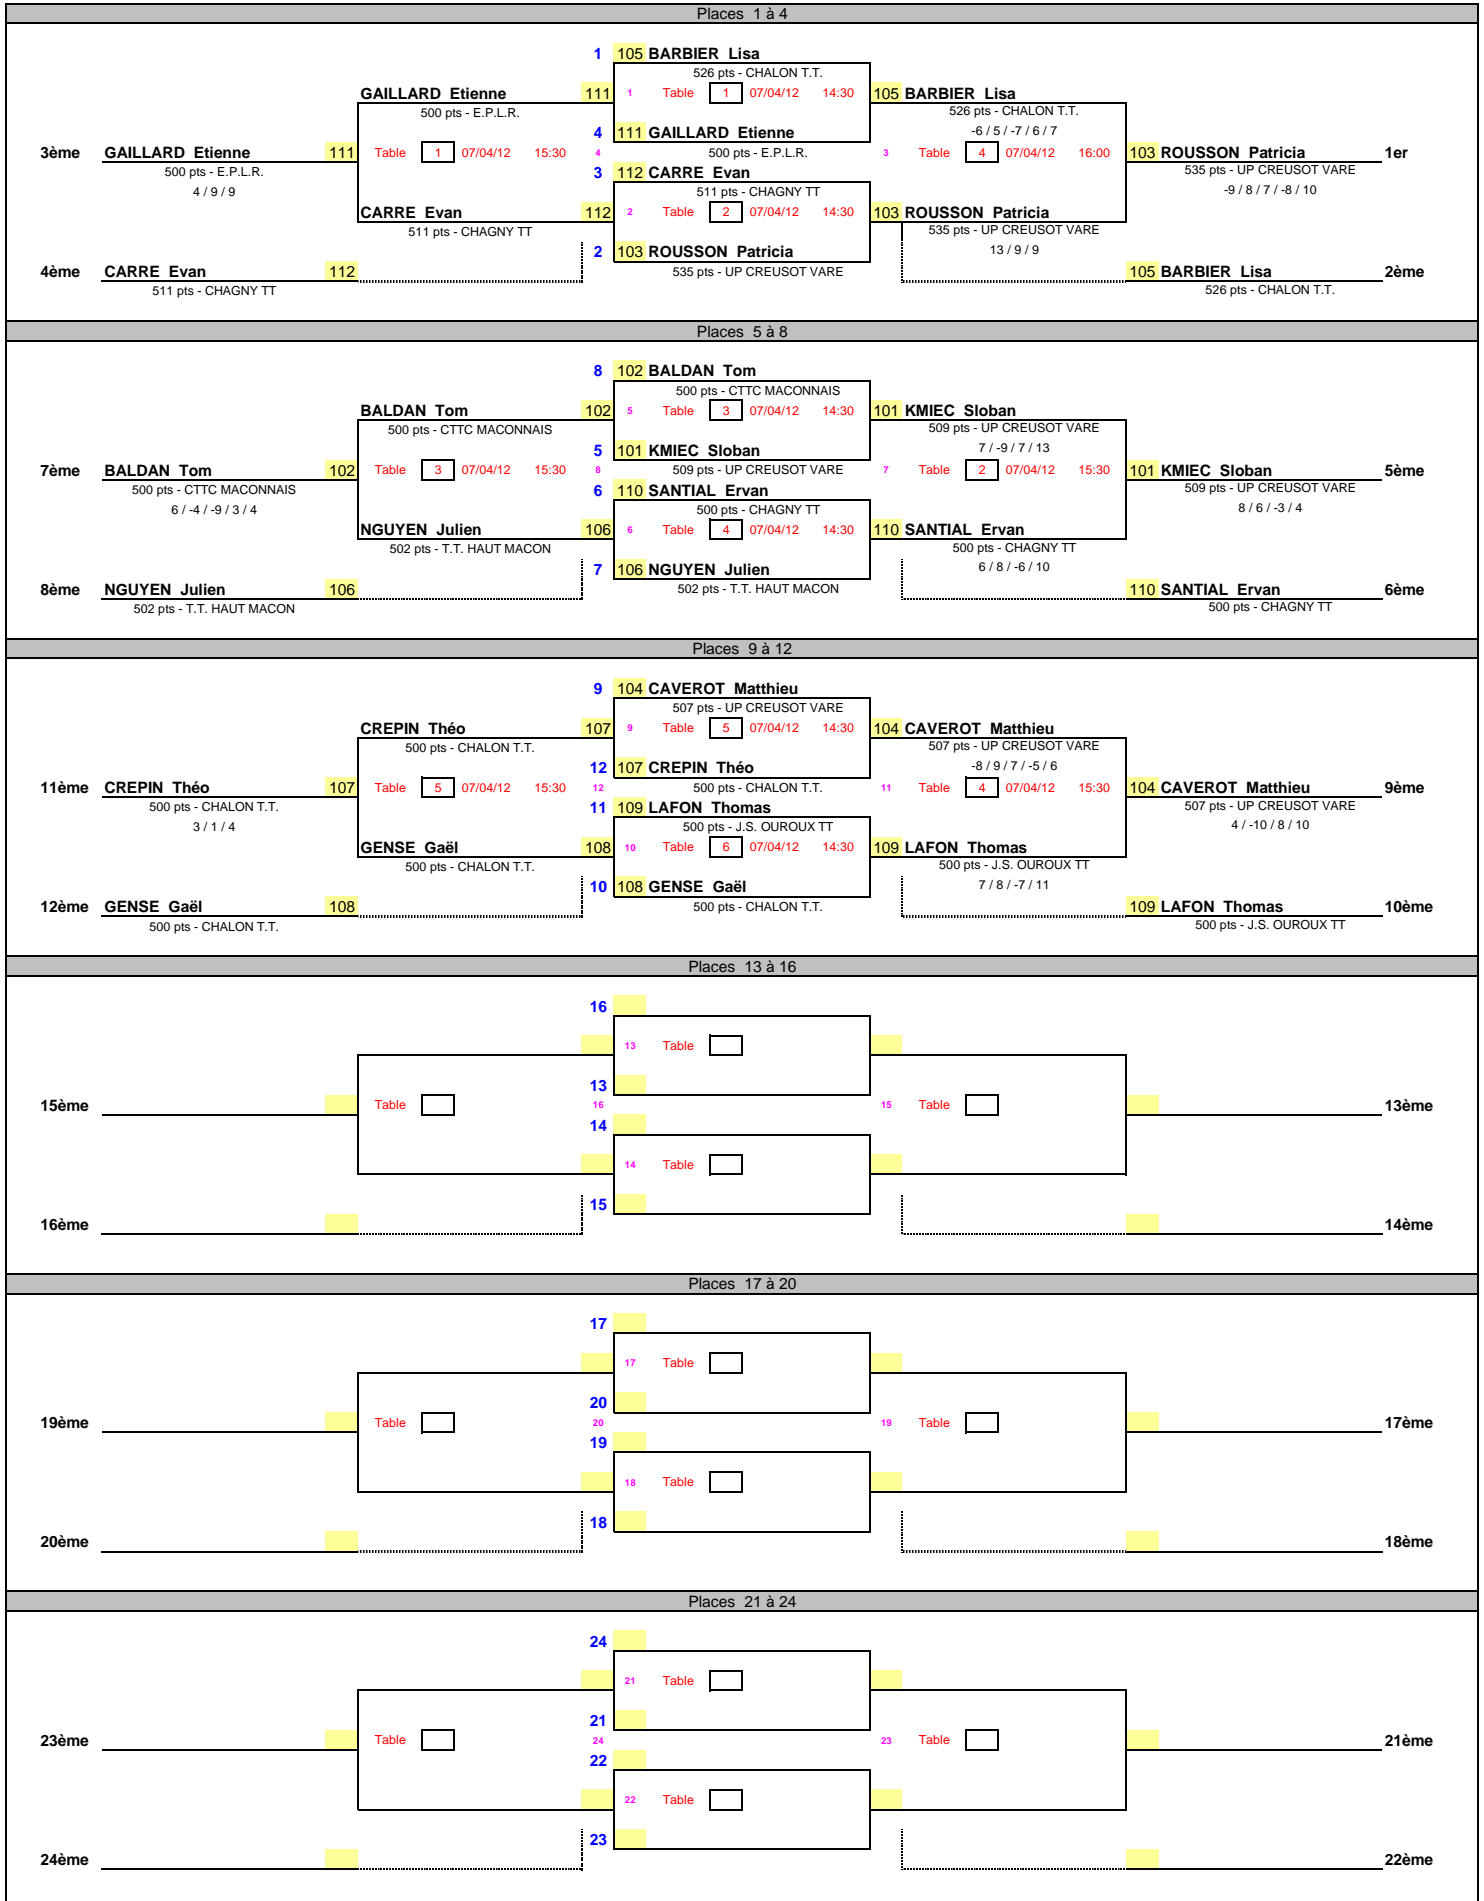 Places 1 à 4
1 105 BARBIER Lisa
526 pts - CHALON T.T.
GAILLARD Etienne 111 1 Table 1 07/04/12 14:30 105 BARBIER Lisa
500 pts - E.P.L.R. 526 pts - CHALON T.T.
4 111 GAILLARD Etienne -6 / 5 / -7 / 6 / 7
3ème GAILLARD Etienne 111 Table 1 07/04/12 15:30 4 500 pts - E.P.L.R. 3 Table 4 07/04/12 16:00 103 ROUSSON Patricia 1er
500 pts - E.P.L.R. 3 112 CARRE Evan 535 pts - UP CREUSOT VARE
4 / 9 / 9 511 pts - CHAGNY TT -9 / 8 / 7 / -8 / 10
CARRE Evan 112 2 Table 2 07/04/12 14:30 103 ROUSSON Patricia
511 pts - CHAGNY TT 535 pts - UP CREUSOT VARE
2 103 ROUSSON Patricia 13 / 9 / 9
4ème CARRE Evan 112 535 pts - UP CREUSOT VARE 105 BARBIER Lisa 2ème
511 pts - CHAGNY TT 526 pts - CHALON T.T.
Places 5 à 8
8 102 BALDAN Tom
500 pts - CTTC MACONNAIS
BALDAN Tom 102 5 Table 3 07/04/12 14:30 101 KMIEC Sloban
500 pts - CTTC MACONNAIS 509 pts - UP CREUSOT VARE
5 101 KMIEC Sloban 7 / -9 / 7 / 13
7ème BALDAN Tom 102 Table 3 07/04/12 15:30 8 509 pts - UP CREUSOT VARE 7 Table 2 07/04/12 15:30 101 KMIEC Sloban 5ème
500 pts - CTTC MACONNAIS 6 110 SANTIAL Ervan 509 pts - UP CREUSOT VARE
6 / -4 / -9 / 3 / 4 500 pts - CHAGNY TT 8 / 6 / -3 / 4
NGUYEN Julien 106 6 Table 4 07/04/12 14:30 110 SANTIAL Ervan
502 pts - T.T. HAUT MACON 500 pts - CHAGNY TT
7 106 NGUYEN Julien 6 / 8 / -6 / 10
8ème NGUYEN Julien 106 502 pts - T.T. HAUT MACON 110 SANTIAL Ervan 6ème
502 pts - T.T. HAUT MACON 500 pts - CHAGNY TT
Places 9 à 12
9 104 CAVEROT Matthieu
507 pts - UP CREUSOT VARE
CREPIN Théo 107 9 Table 5 07/04/12 14:30 104 CAVEROT Matthieu
500 pts - CHALON T.T. 507 pts - UP CREUSOT VARE
12 107 CREPIN Théo -8 / 9 / 7 / -5 / 6
11ème CREPIN Théo 107 Table 5 07/04/12 15:30 12 500 pts - CHALON T.T. 11 Table 4 07/04/12 15:30 104 CAVEROT Matthieu 9ème
500 pts - CHALON T.T. 11 109 LAFON Thomas 507 pts - UP CREUSOT VARE
3 / 1 / 4 500 pts - J.S. OUROUX TT 4 / -10 / 8 / 10
GENSE Gaël 108 10 Table 6 07/04/12 14:30 109 LAFON Thomas
500 pts - CHALON T.T. 500 pts - J.S. OUROUX TT
10 108 GENSE Gaël 7 / 8 / -7 / 11
12ème GENSE Gaël 108 500 pts - CHALON T.T. 109 LAFON Thomas 10ème
500 pts - CHALON T.T. 500 pts - J.S. OUROUX TT
Places 13 à 16
16
13 Table
13
15ème Table 16 15 Table 13ème
14
14 Table
15
16ème 14ème
Places 17 à 20
17
17 Table
20
19ème Table 20 19 Table 17ème
19
18 Table
18
20ème 18ème
Places 21 à 24
24
21 Table
21
23ème Table 24 23 Table 21ème
22
22 Table
23
24ème 22ème